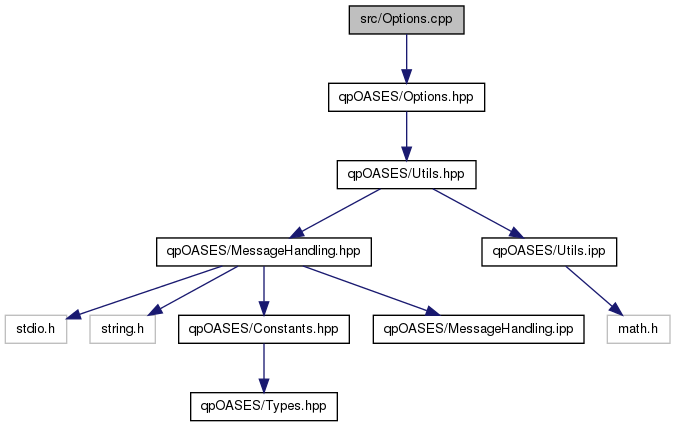 src/Options.cpp
qpOASES/Options.hpp
qpOASES/Utils.hpp
qpOASES/MessageHandling.hpp
qpOASES/Utils.ipp
stdio.h
string.h
qpOASES/Constants.hpp
qpOASES/MessageHandling.ipp
math.h
qpOASES/Types.hpp